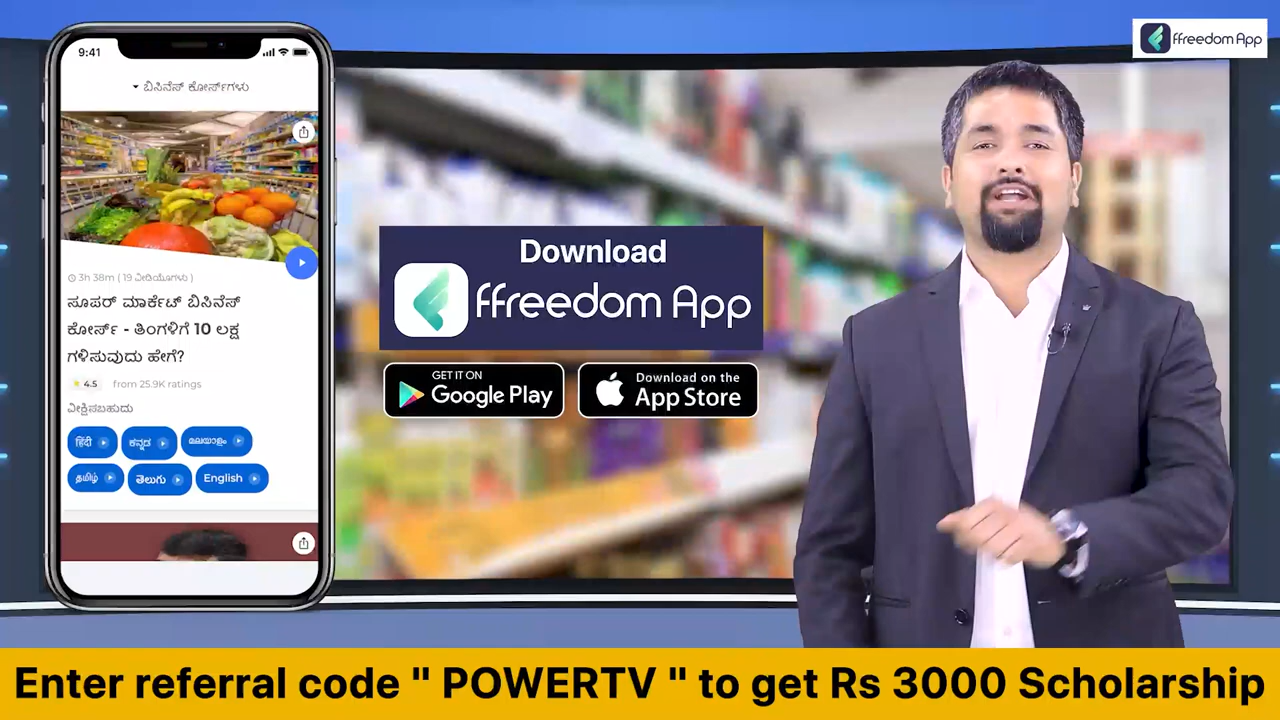 9:41
ಬಿಸಿನೆಸ್ ಕೋರ್ಸ್‌ಗಳು
3h 38m ( 19 ವೀಡಿಯೊಗಳು )
ಸೂಪರ್ ಮಾರ್ಕೆಟ್ ಬಿಸಿನೆಸ್
ಕೋರ್ಸ್ - ತಿಂಗಳಿಗೆ 10 ಲಕ್ಷ
ಗಳಿಸುವುದು ಹೇಗೆ?
4.5 from 25.9K ratings
ವೀಕ್ಷಿಸಬಹುದು
हिंदी ಕನ್ನಡ മലയാളം
தமிழ் తెలుగు English
Download
ffreedom App
GET IT ON
Google Play
Download on the
App Store
ffreedom App
Enter referral code " POWERTV " to get Rs 3000 Scholarship